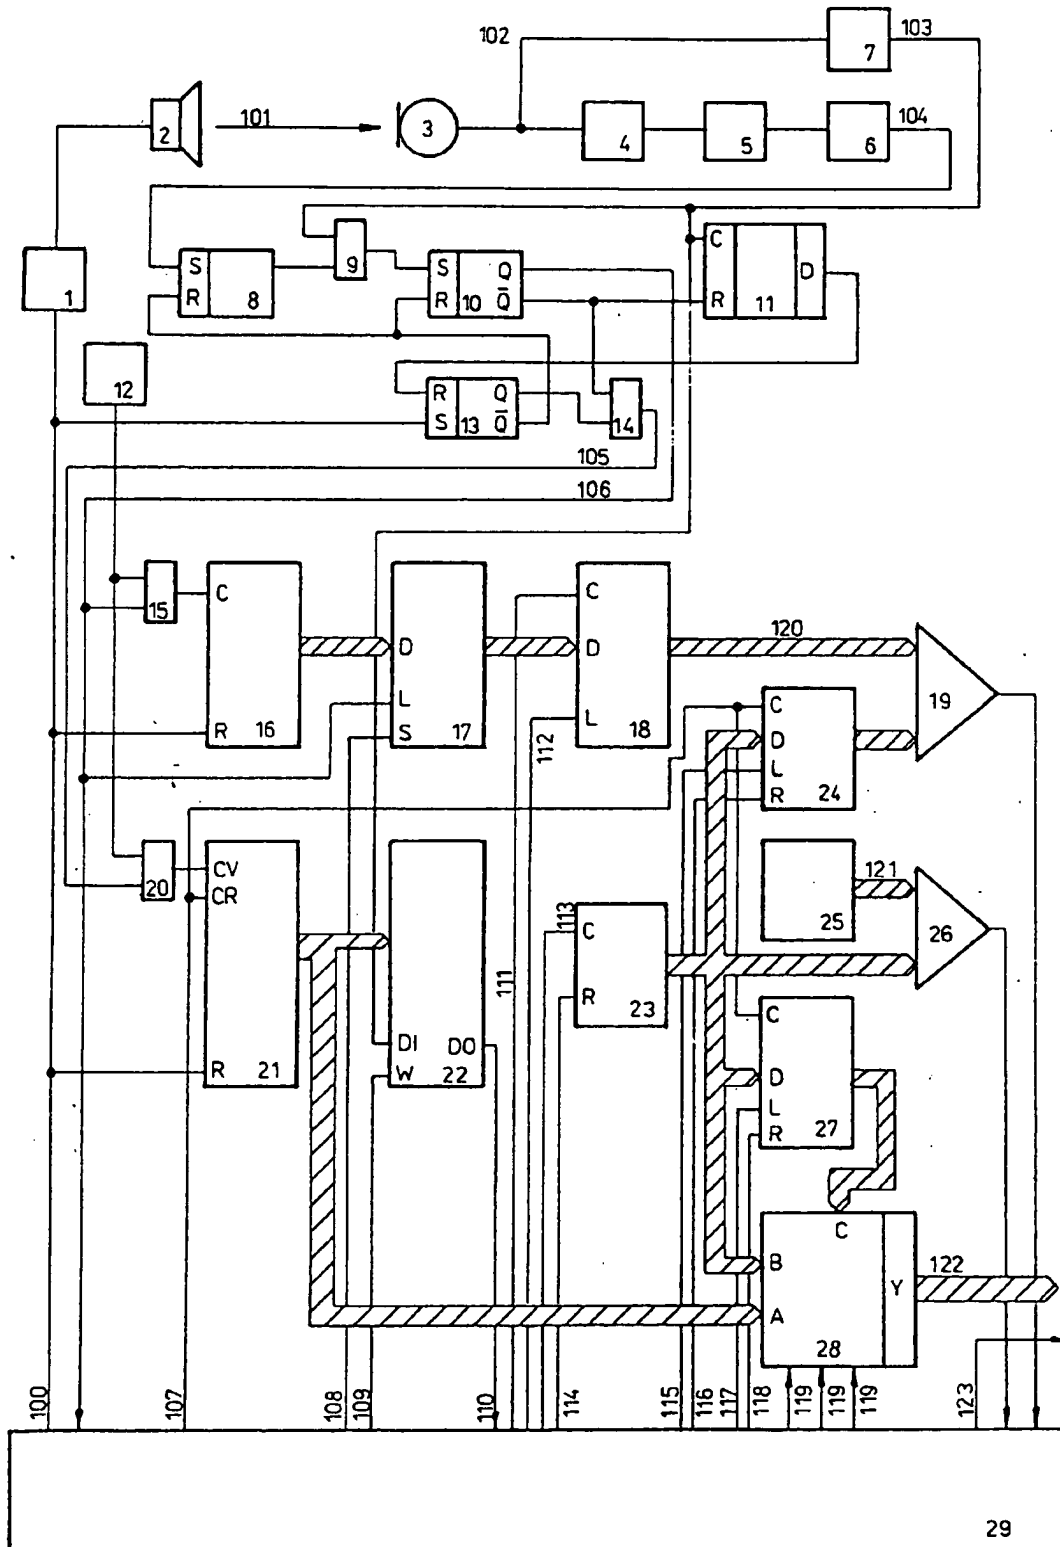 102
7
103
2
101
3
4
5
6
104
1
S
R
8
9
S
R
10
Q
Q̅
C
R
11
D
12
R
S
13
Q
Q̅
14
105
106
15
C
R
16
D
L
S
17
C
D
L
18
120
19
112
C
D
L
R
24
20
CV
CR
R
21
DI
W
DO
22
111
113
C
R
23
25
121
26
C
D
L
R
27
C
B
A
Y
28
122
100
107
108
109
110
114
115
116
117
118
119
119
119
123
29